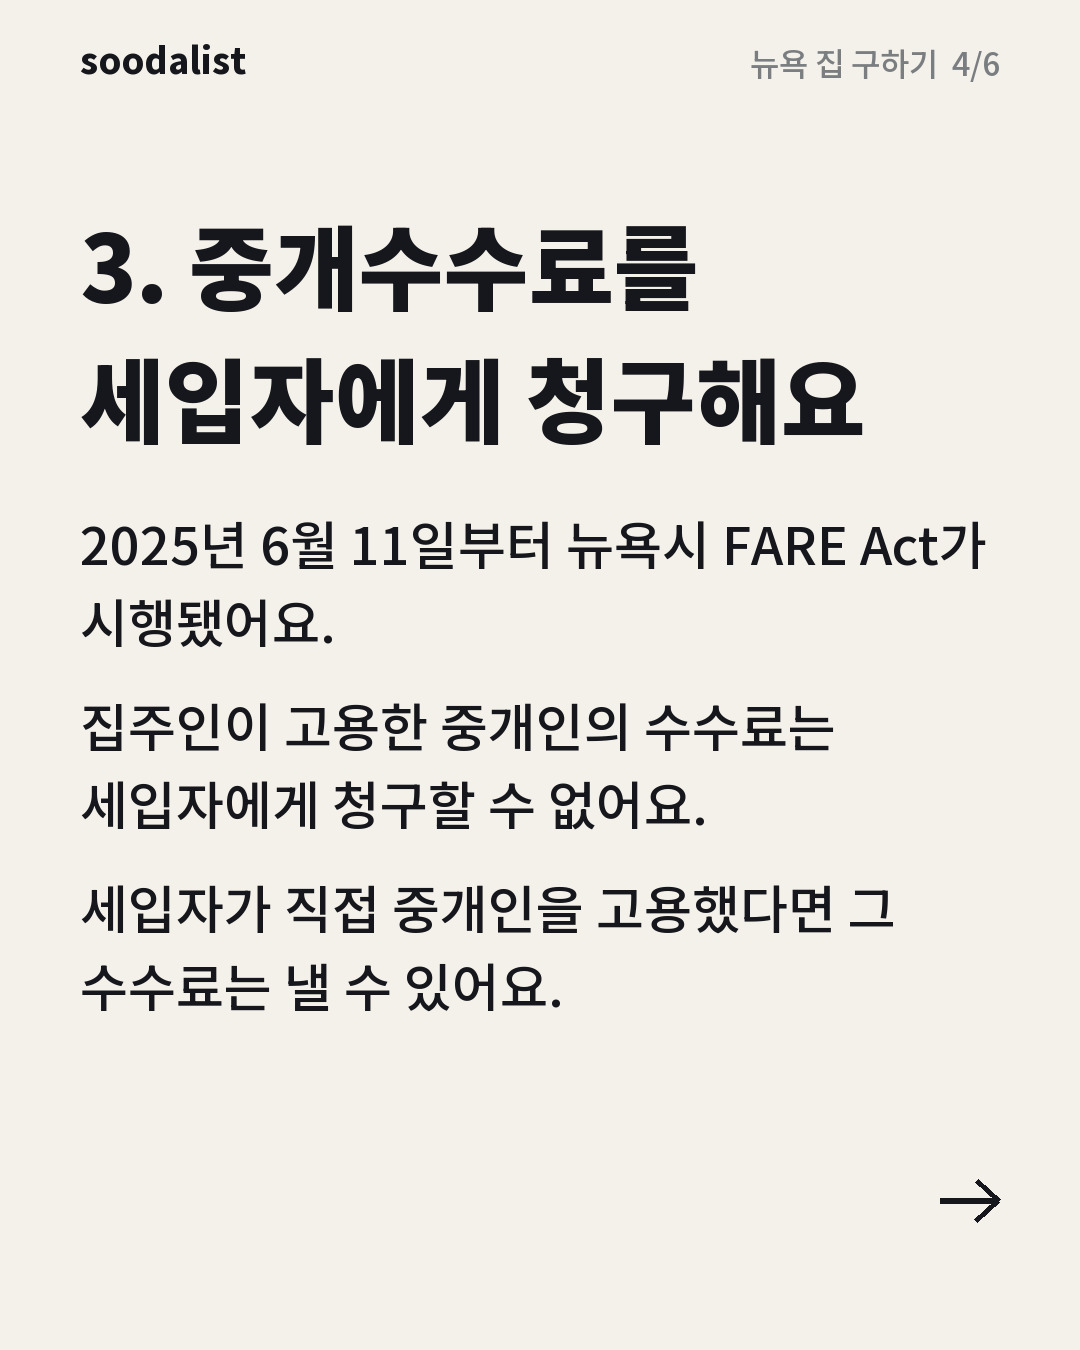 soodalist
뉴욕 집 구하기 4/6
3. 중개수수료를
세입자에게 청구해요
2025년 6월 11일부터 뉴욕시 FARE Act가
시행됐어요.
집주인이 고용한 중개인의 수수료는
세입자에게 청구할 수 없어요.
세입자가 직접 중개인을 고용했다면 그
수수료는 낼 수 있어요.